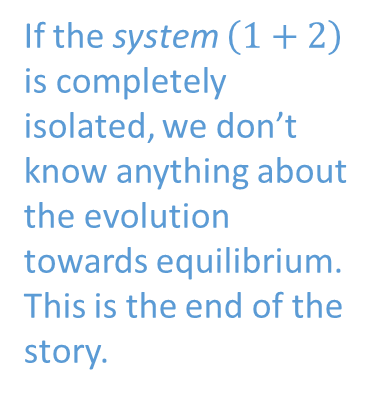 If the system (1 + 2)
is completely
isolated, we don’t
know anything about
the evolution
towards equilibrium.
This is the end of the
story.